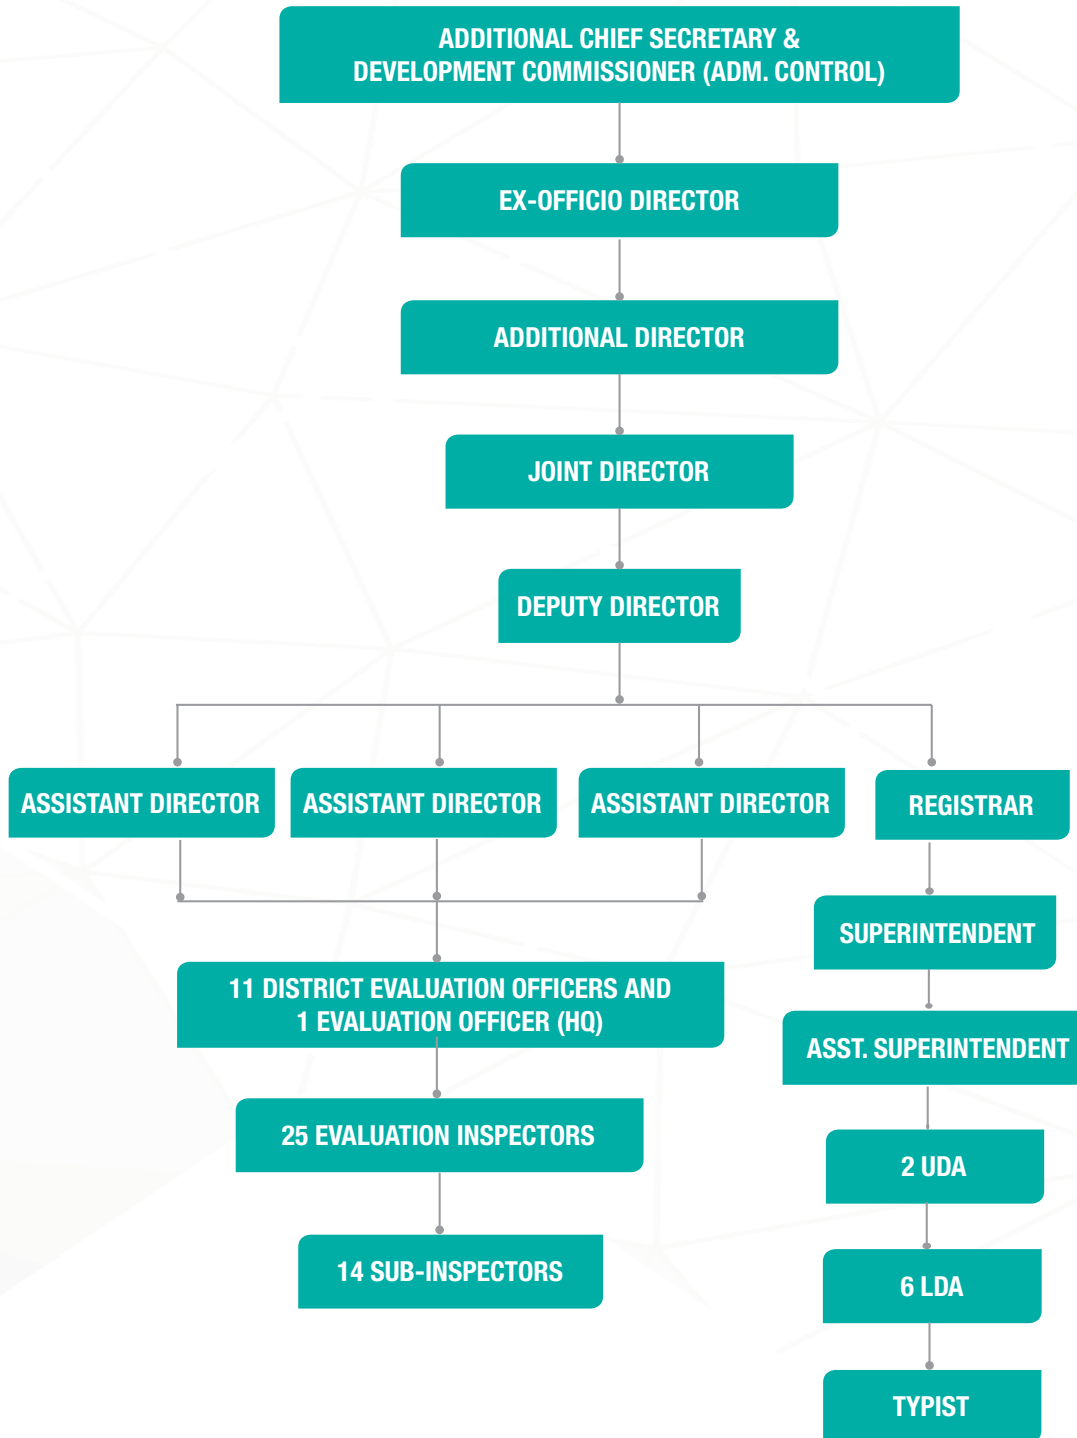 ADDITIONAL CHIEF SECRETARY &
DEVELOPMENT COMMISSIONER (ADM. CONTROL)
EX-OFFICIO DIRECTOR
ADDITIONAL DIRECTOR
JOINT DIRECTOR
DEPUTY DIRECTOR
ASSISTANT DIRECTOR
ASSISTANT DIRECTOR
ASSISTANT DIRECTOR
REGISTRAR
11 DISTRICT EVALUATION OFFICERS AND
1 EVALUATION OFFICER (HQ)
25 EVALUATION INSPECTORS
14 SUB-INSPECTORS
SUPERINTENDENT
ASST. SUPERINTENDENT
2 UDA
6 LDA
TYPIST